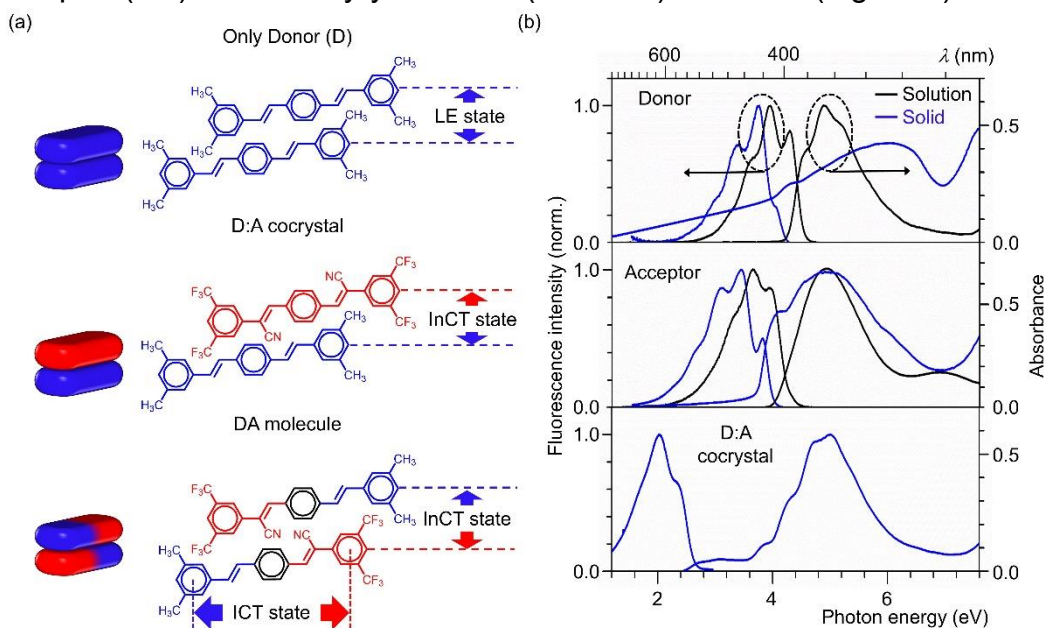 (a)
Only Donor (D)
H₃C
CH₃
CH₃
CH₃
H₃C
CH₃
H₃C
CH₃
LE state
D:A cocrystal
F₃C
NC
CF₃
F₃C
CN
CF₃
H₃C
CH₃
H₃C
CH₃
InCT state
DA molecule
F₃C
CH₃
F₃C
CN
CH₃
NC
CF₃
H₃C
CF₃
CH₃
InCT state
ICT state
(b)
600 400 λ (nm)
Donor
Solution
Solid
1.0
0.5
0.0
0.0
Acceptor
1.0
0.5
0.0
0.0
D:A
cocrystal
1.0
0.5
0.0
Fluorescence intensity (norm.)
Absorbance
2 4 6
Photon energy (eV)